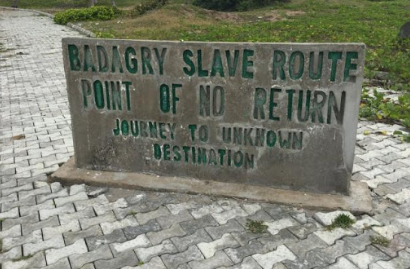 BADAGRY SLAVE ROUTE
POINT OF NO RETURN
JOURNEY TO UNKNOWN
DESTINATION